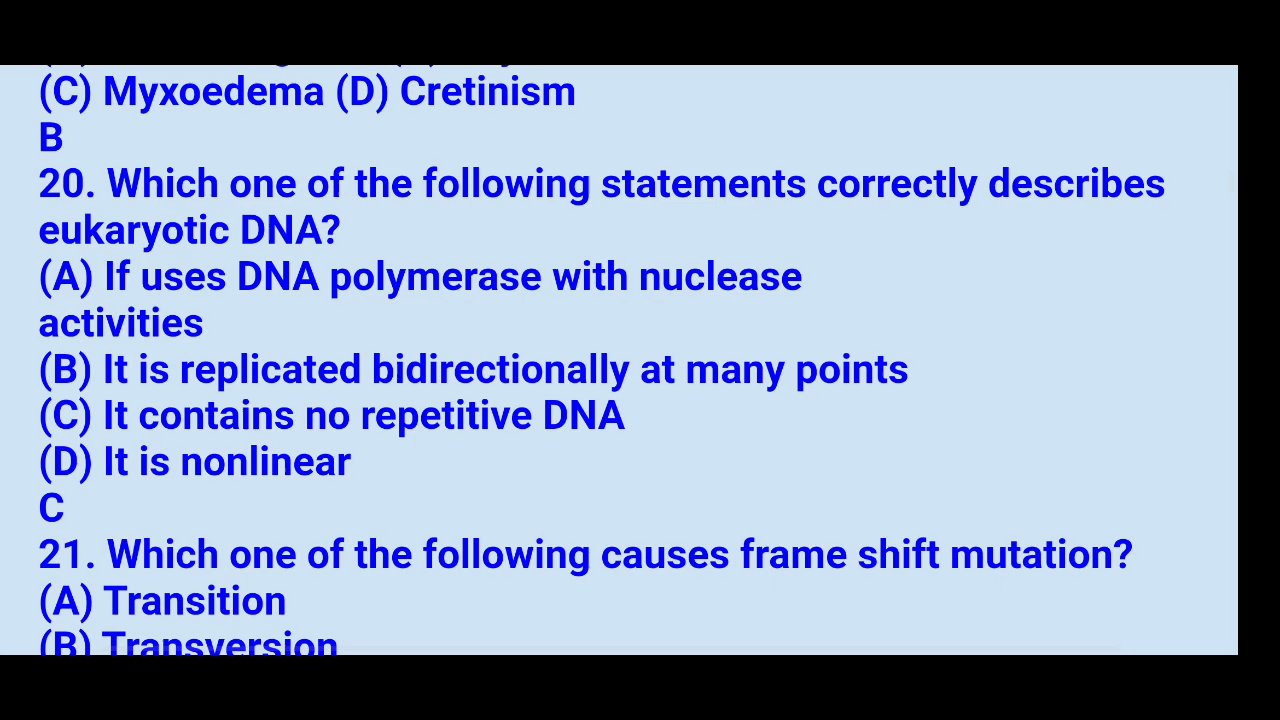 (C) Myxoedema (D) Cretinism
B
20. Which one of the following statements correctly describes
eukaryotic DNA?
(A) If uses DNA polymerase with nuclease
activities
(B) It is replicated bidirectionally at many points
(C) It contains no repetitive DNA
(D) It is nonlinear
C
21. Which one of the following causes frame shift mutation?
(A) Transition
(B) Transversion